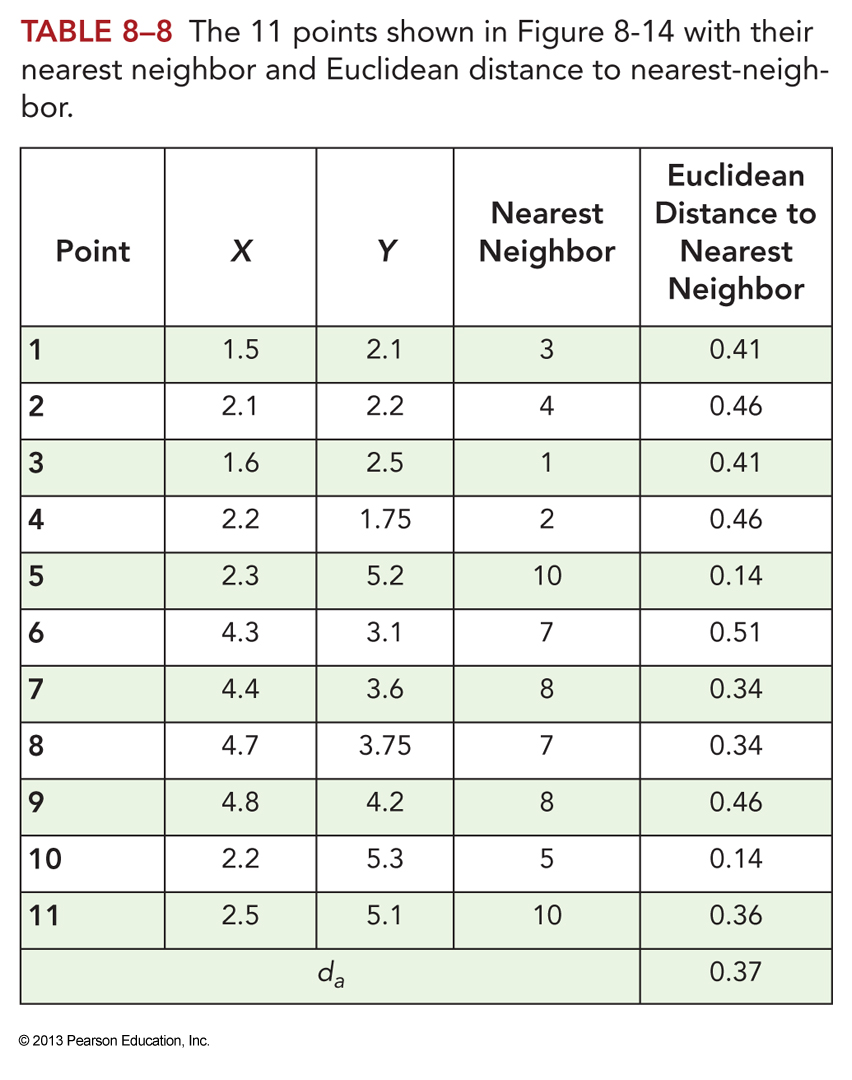 TABLE 8–8 The 11 points shown in Figure 8-14 with their
nearest neighbor and Euclidean distance to nearest-neigh-
bor.
Point X Y Nearest Neighbor Euclidean Distance to Nearest Neighbor
1 1.5 2.1 3 0.41
2 2.1 2.2 4 0.46
3 1.6 2.5 1 0.41
4 2.2 1.75 2 0.46
5 2.3 5.2 10 0.14
6 4.3 3.1 7 0.51
7 4.4 3.6 8 0.34
8 4.7 3.75 7 0.34
9 4.8 4.2 8 0.46
10 2.2 5.3 5 0.14
11 2.5 5.1 10 0.36
da 0.37
© 2013 Pearson Education, Inc.